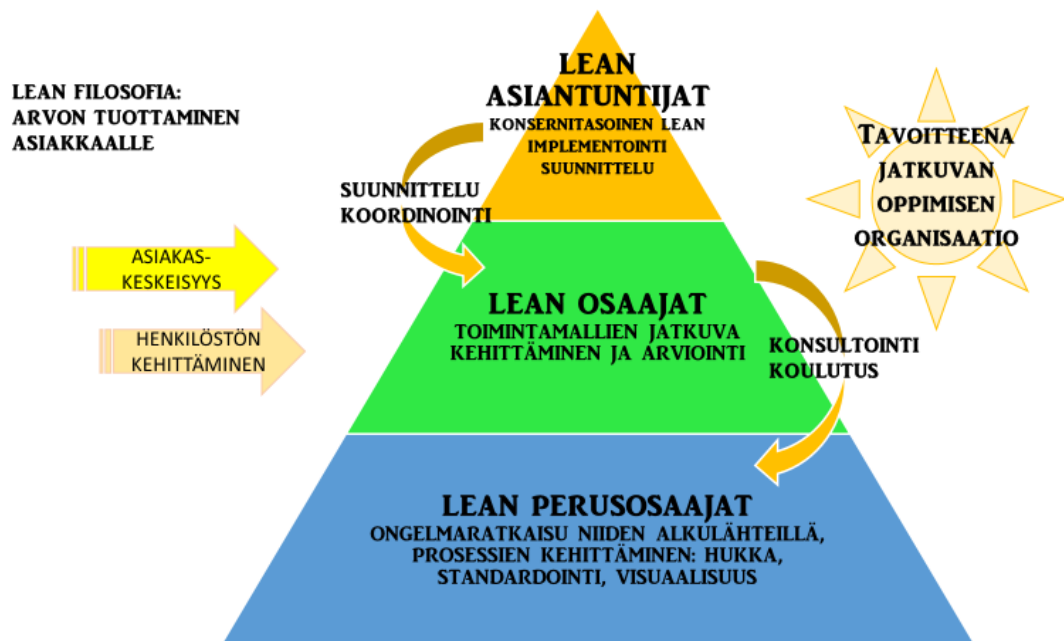 LEAN FILOSOFIA:
ARVON TUOTTAMINEN
ASIAKKAALLE
LEAN
ASIANTUNTIJAT
KONSERNITASOINEN LEAN
IMPLEMENTOINTI
SUUNNITTELU
TAVOITTEENA
JATKUVAN
OPPIMISEN
ORGANISAATIO
SUUNNITTELU
KOORDINOINTI
ASIAKAS-
KESKEISYYS
HENKILÖSTÖN
KEHITTÄMINEN
LEAN OSAAJAT
TOIMINTAMALLIEN JATKUVA
KEHITTÄMINEN JA ARVIOINTI
KONSULTOINTI
KOULUTUS
LEAN PERUSOSAAJAT
ONGELMARATKAISU NIIDEN ALKULÄHTEILLÄ,
PROSESSIEN KEHITTÄMINEN: HUKKA,
STANDARDOINTI, VISUAALISUUS